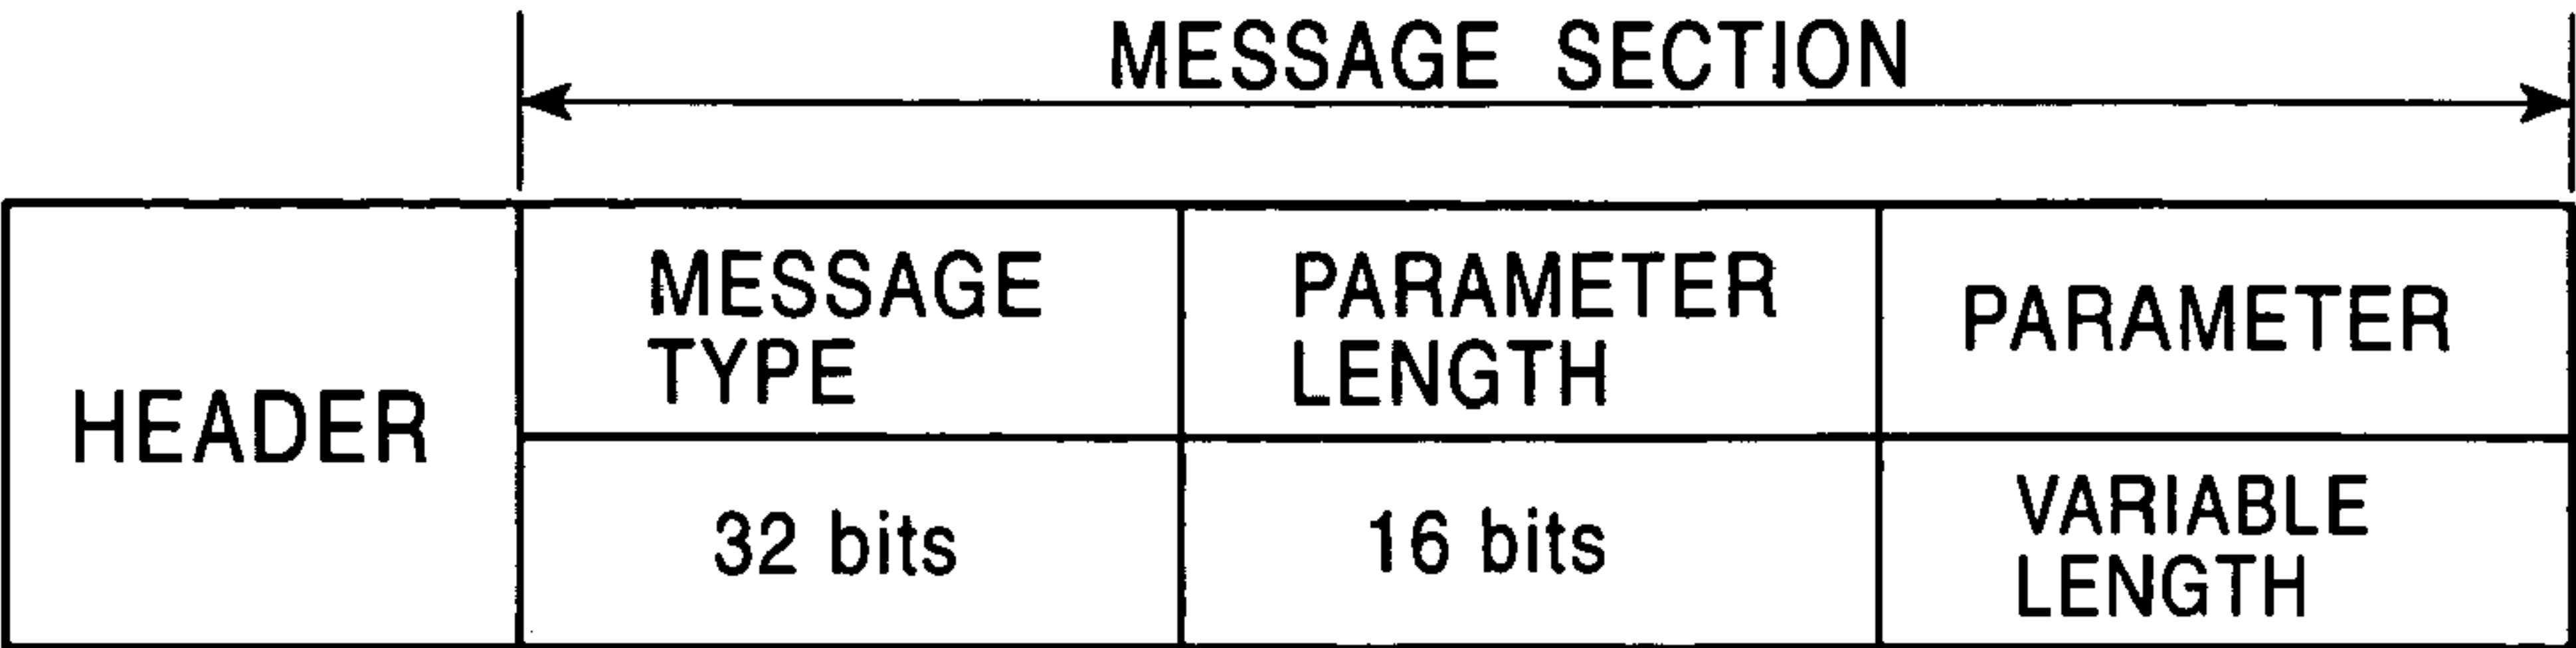 MESSAGE SECTION
HEADER
MESSAGE
TYPE
PARAMETER
LENGTH
PARAMETER
32 bits
16 bits
VARIABLE
LENGTH